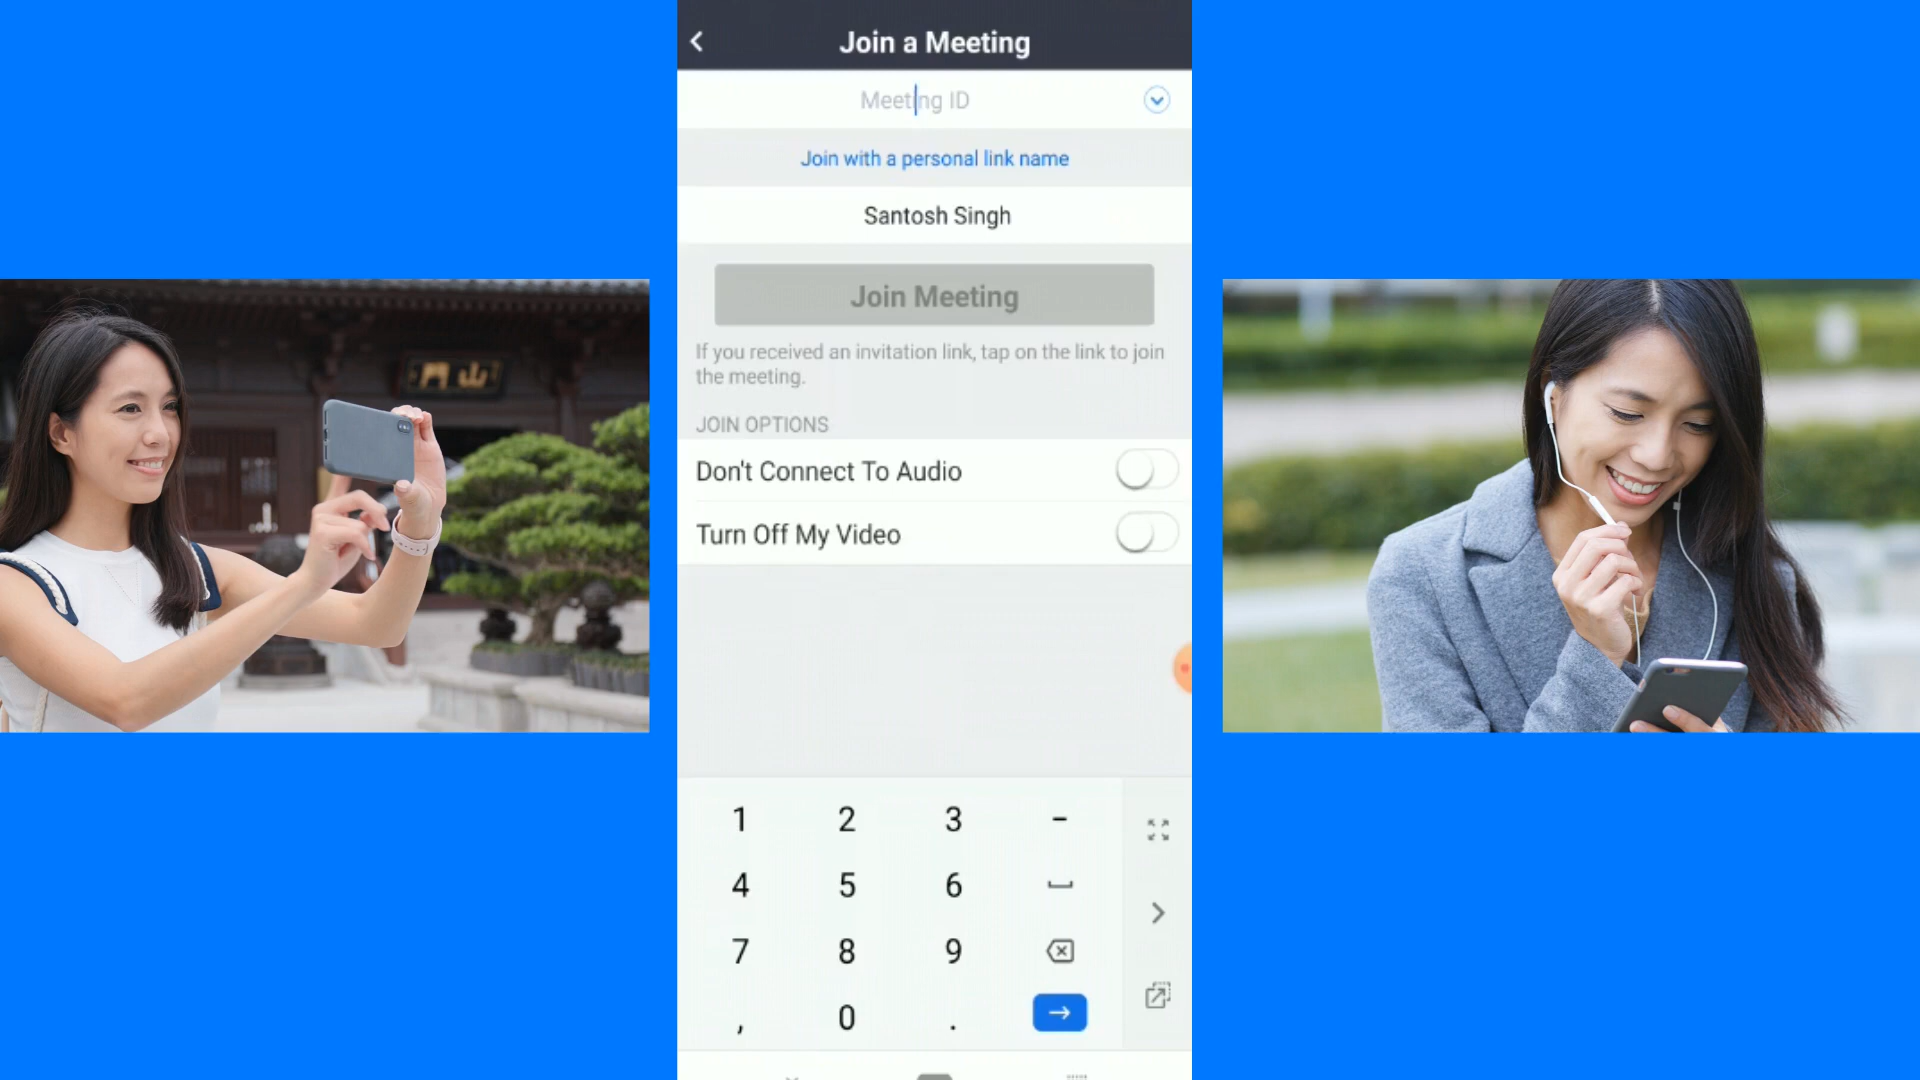 Join a Meeting
Meeting ID
Join with a personal link name
Santosh Singh
Join Meeting
If you received an invitation link, tap on the link to join
the meeting.
JOIN OPTIONS
Don't Connect To Audio
Turn Off My Video
門山
1 2 3 -
4 5 6
7 8 9
, 0 .